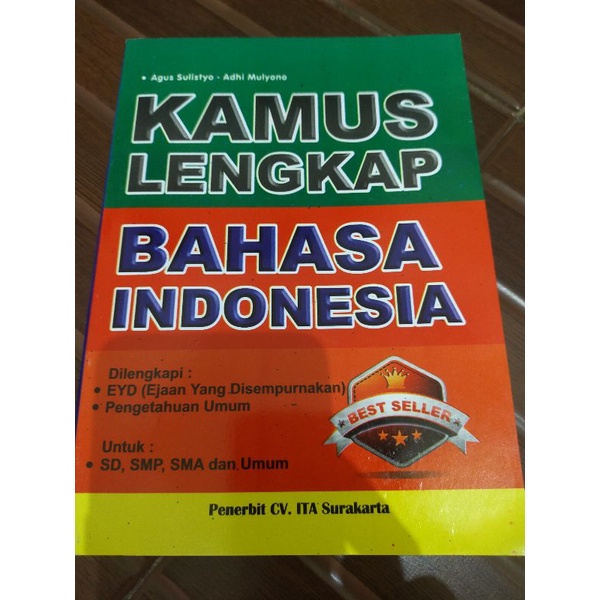 • Agus Sulistyo - Adhi Mulyono
KAMUS
LENGKAP
BAHASA
INDONESIA
Dilengkapi :
• EYD (Ejaan Yang Disempurnakan)
• Pengetahuan Umum
BEST SELLER
Untuk :
• SD, SMP, SMA dan Umum
Penerbit CV. ITA Surakarta